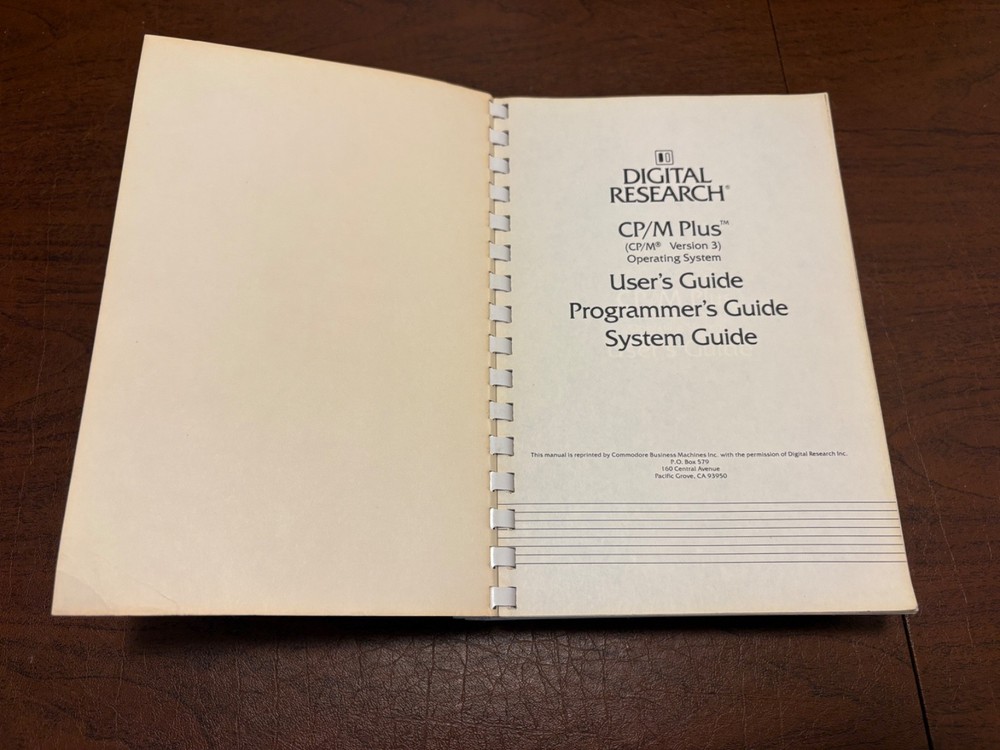 DIGITAL
RESEARCH®
CP/M Plus™
(CP/M® Version 3)
Operating System
User's Guide
Programmer's Guide
System Guide
This manual is reprinted by Commodore Business Machines Inc. with the permission of Digital Research Inc.
P.O. Box 579
160 Central Avenue
Pacific Grove, CA 93950